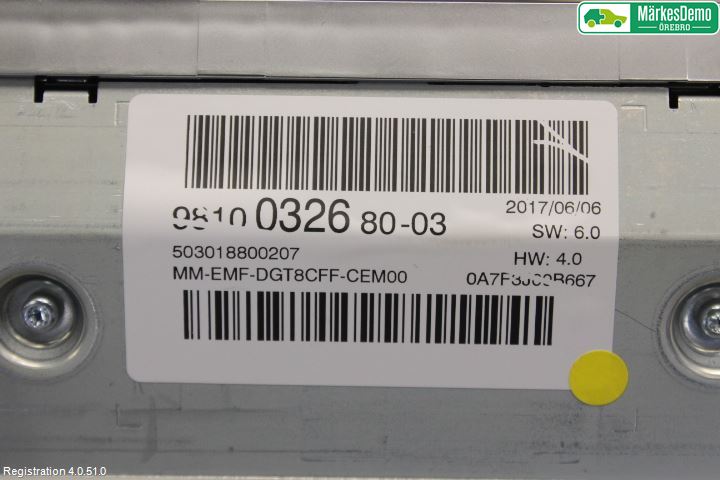 MärkesDemo
ÖREBRO
9810 0326 80-03
2017/06/06
SW: 6.0
503018800207
HW: 4.0
MM-EMF-DGT8CFF-CEM00
Registration 4.0.51.0